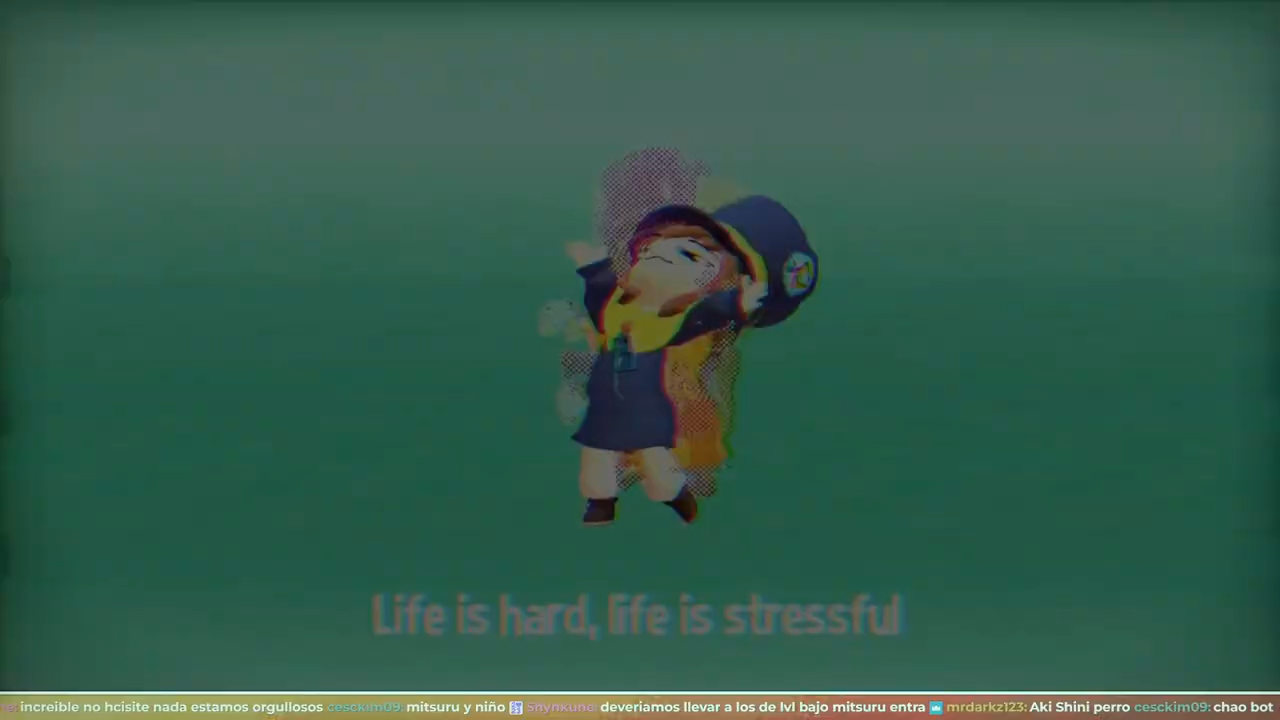 Life is hard, life is stressful
increible no hcisite nada estamos orgullosos cesckim09: mitsuru y niño Snynkuno: deveriamos llevar a los de lvl bajo mitsuru entra mrdarkz123: Aki Shini perro cesckim09: chao bot